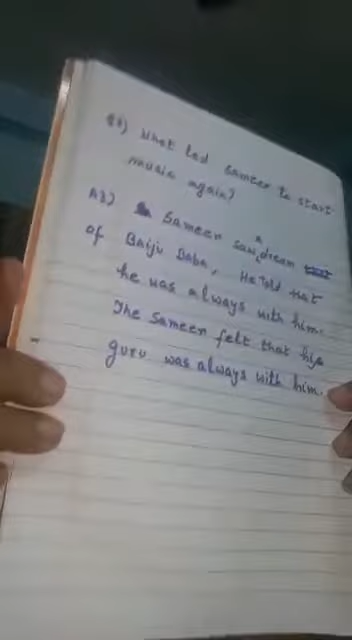 Q3) What led Sameer to start
music again?
A3) Sameer saw a dream
of Baiju Baba, He told that
he was always with him.
The Sameer felt that his
guru was always with him.